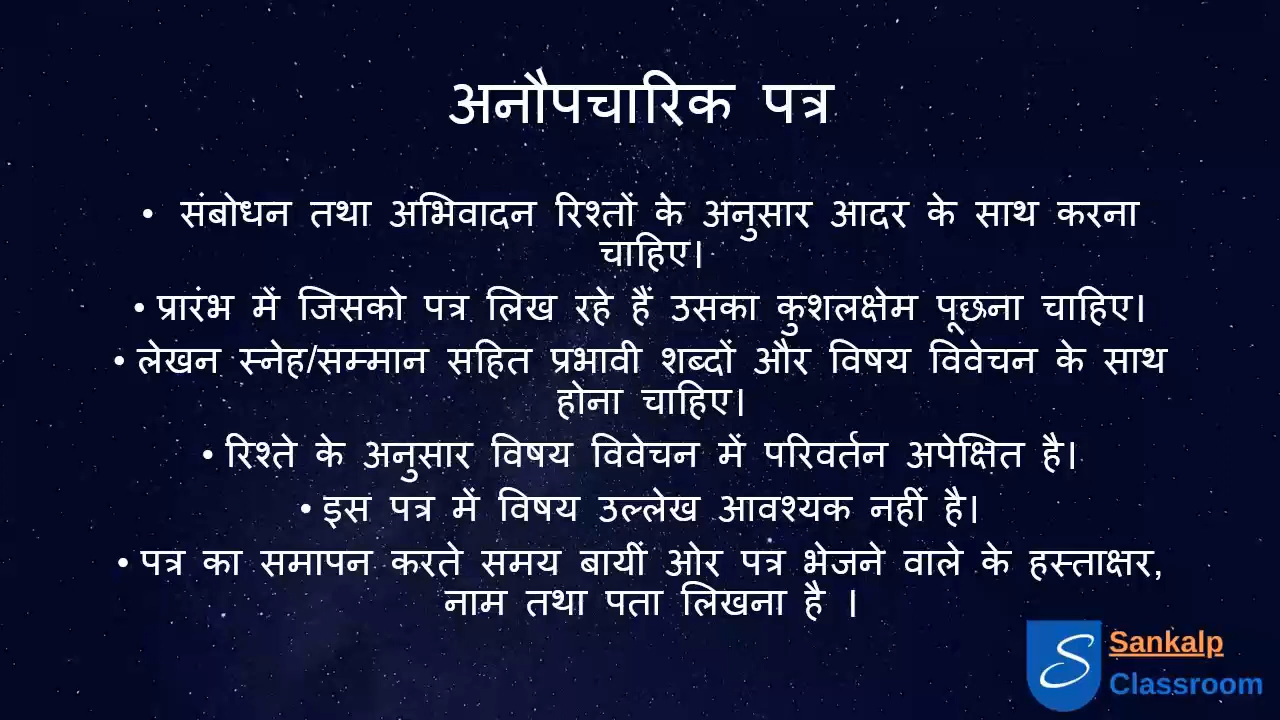 अनौपचारिक पत्र
• संबोधन तथा अभिवादन रिश्तों के अनुसार आदर के साथ करना
चाहिए।
• प्रारंभ में जिसको पत्र लिख रहे हैं उसका कुशलक्षेम पूछना चाहिए।
• लेखन स्नेह/सम्मान सहित प्रभावी शब्दों और विषय विवेचन के साथ
होना चाहिए।
• रिश्ते के अनुसार विषय विवेचन में परिवर्तन अपेक्षित है।
• इस पत्र में विषय उल्लेख आवश्यक नहीं है।
• पत्र का समापन करते समय बायीं ओर पत्र भेजने वाले के हस्ताक्षर,
नाम तथा पता लिखना है ।
S Sankalp
Classroom